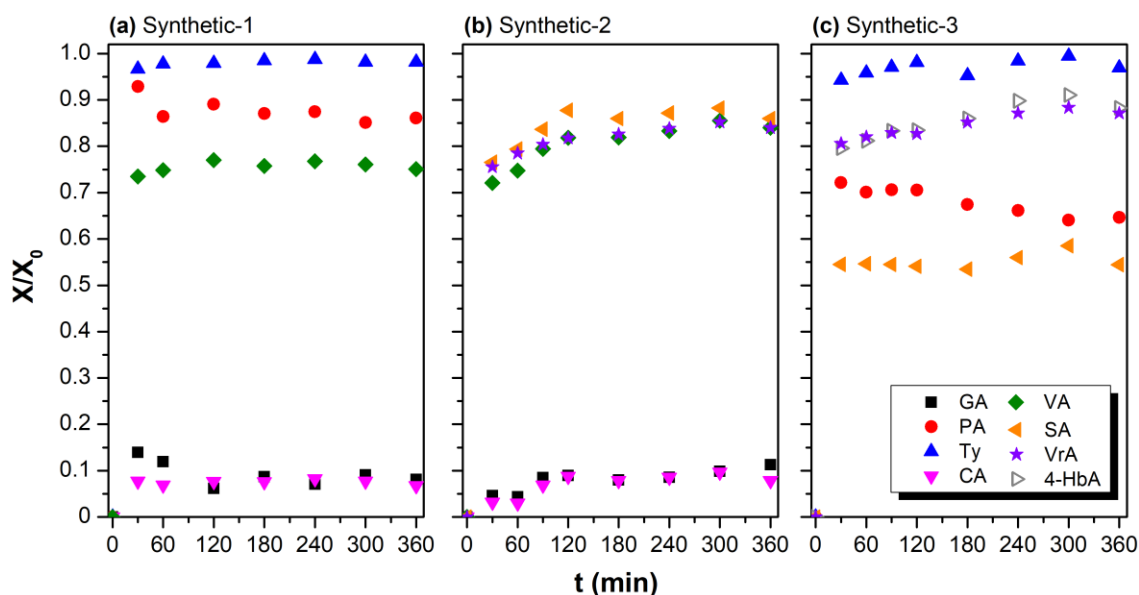 (a) Synthetic-1
(b) Synthetic-2
(c) Synthetic-3
1.0
0.9
0.8
0.7
0.6
0.5
0.4
0.3
0.2
0.1
0
X/X₀
0 60 120 180 240 300 360
0 60 120 180 240 300 360
0 60 120 180 240 300 360
t (min)
GA VA
PA SA
Ty VrA
CA 4-HbA